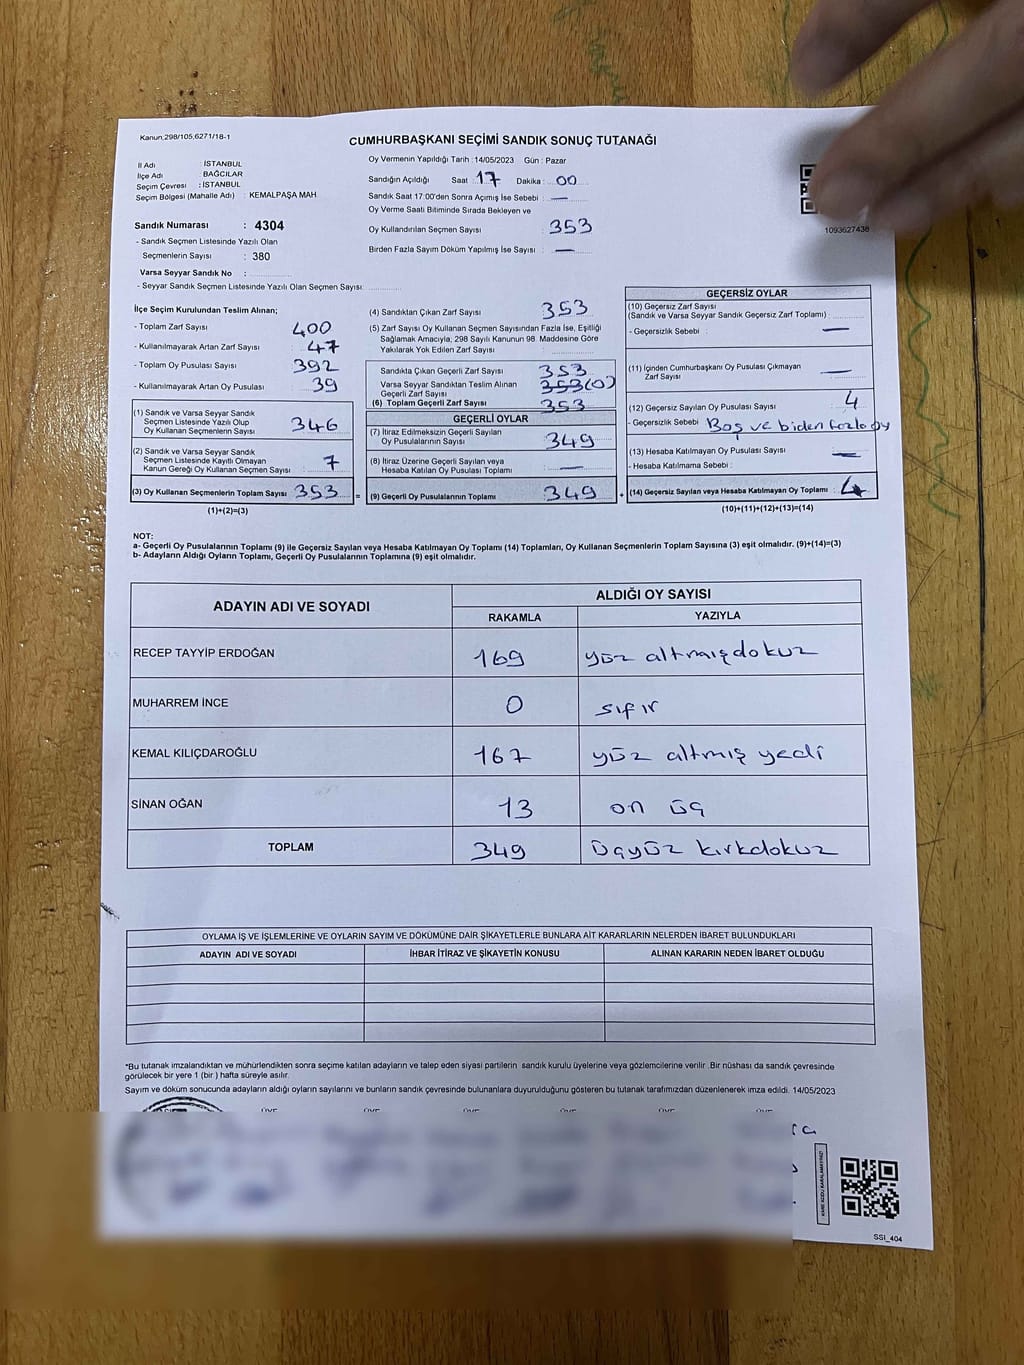 Kanun,298/105;6271/18-1
CUMHURBAŞKANI SEÇİMİ SANDIK SONUÇ TUTANAĞI
İl Adı : İSTANBUL
İlçe Adı : BAĞCILAR
Seçim Çevresi : İSTANBUL
Seçim Bölgesi (Mahalle Adı) : KEMALPAŞA MAH.
Sandık Numarası : 4304
- Sandık Seçmen Listesinde Yazılı Olan
Seçmenlerin Sayısı : 380
Varsa Seyyar Sandık No :
- Seyyar Sandık Seçmen Listesinde Yazılı Olan Seçmen Sayısı:
Oy Vermenin Yapıldığı Tarih : 14/05/2023 Gün : Pazar
Sandığın Açıldığı Saat 17 Dakika : 00
Sandık Saat 17:00'den Sonra Açımış İse Sebebi : —
Oy Verme Saati Bitiminde Sırada Bekleyen ve
Oy Kullandırılan Seçmen Sayısı 353
Birden Fazla Sayım Döküm Yapılmış İse Sayısı : —
1093627438
İlçe Seçim Kurulundan Teslim Alınan;
- Toplam Zarf Sayısı 400
- Kullanılmayarak Artan Zarf Sayısı 47
- Toplam Oy Pusulası Sayısı 392
- Kullanılmayarak Artan Oy Pusulası 39
(1) Sandık ve Varsa Seyyar Sandık
Seçmen Listesinde Yazılı Olup
Oy Kullanan Seçmenlerin Sayısı 346
(2) Sandık ve Varsa Seyyar Sandık
Seçmen Listesinde Kayıtlı Olmayan
Kanun Gereği Oy Kullanan Seçmen Sayısı 7
(3) Oy Kullanan Seçmenlerin Toplam Sayısı 353 =
(1)+(2)=(3)
(4) Sandıktan Çıkan Zarf Sayısı 353
(5) Zarf Sayısı Oy Kullanan Seçmen Sayısından Fazla İse, Eşitliği
Sağlamak Amacıyla; 298 Sayılı Kanunun 98. Maddesine Göre
Yakılarak Yok Edilen Zarf Sayısı :
Sandıkta Çıkan Geçerli Zarf Sayısı 353
Varsa Seyyar Sandıktan Teslim Alınan
Geçerli Zarf Sayısı 353(0)
(6) Toplam Geçerli Zarf Sayısı 353
GEÇERLİ OYLAR
(7) İtiraz Edilmeksizin Geçerli Sayılan
Oy Pusulalarının Sayısı 349
(8) İtiraz Üzerine Geçerli Sayılan veya
Hesaba Katılan Oy Pusulası Toplamı —
(9) Geçerli Oy Pusulalarının Toplamı 349 +
GEÇERSİZ OYLAR
(10) Geçersiz Zarf Sayısı
(Sandık ve Varsa Seyyar Sandık Geçersiz Zarf Toplamı)
- Geçersizlik Sebebi : —
(11) İçinden Cumhurbaşkanı Oy Pusulası Çıkmayan
Zarf Sayısı —
(12) Geçersiz Sayılan Oy Pusulası Sayısı 4
- Geçersizlik Sebebi Boş ve biden fazla oy
(13) Hesaba Katılmayan Oy Pusulası Sayısı —
- Hesaba Katılmama Sebebi :
(14) Geçersiz Sayılan veya Hesaba Katılmayan Oy Toplamı : 4
(10)+(11)+(12)+(13)=(14)
NOT:
a- Geçerli Oy Pusulalarının Toplamı (9) ile Geçersiz Sayılan veya Hesaba Katılmayan Oy Toplamı (14) Toplamları, Oy Kullanan Seçmenlerin Toplam Sayısına (3) eşit olmalıdır. (9)+(14)=(3)
b- Adayların Aldığı Oyların Toplamı, Geçerli Oy Pusulalarının Toplamına (9) eşit olmalıdır.
ADAYIN ADI VE SOYADI
ALDIĞI OY SAYISI
RAKAMLA YAZIYLA
RECEP TAYYİP ERDOĞAN 169 yüz altmışdokuz
MUHARREM İNCE 0 sıfır
KEMAL KILIÇDAROĞLU 167 yüz altmış yedi
SİNAN OĞAN 13 on üç
TOPLAM 349 üçyüz kırkdokuz
OYLAMA İŞ VE İŞLEMLERİNE VE OYLARIN SAYIM VE DÖKÜMÜNE DAİR ŞİKAYETLERLE BUNLARA AİT KARARLARIN NELERDEN İBARET BULUNDUKLARI
ADAYIN ADI VE SOYADI İHBAR İTİRAZ VE ŞİKAYETİN KONUSU ALINAN KARARIN NEDEN İBARET OLDUĞU
*Bu tutanak imzalandıktan ve mühürlendikten sonra seçime katılan adayların ve talep eden siyasi partilerin sandık kurulu üyelerine veya gözlemcilerine verilir .Bir nüshası da sandık çevresinde
görülecek bir yere 1 (bir ) hafta süreyle asılır.
Sayım ve döküm sonucunda adayların aldığı oyların sayılarını ve bunların sandık çevresinde bulunanlara duyurulduğunu gösteren bu tutanak tarafımızdan düzenlenerek imza edildi. 14/05/2023
KARE KODU KARALAMAYINIZ!
SSI_404